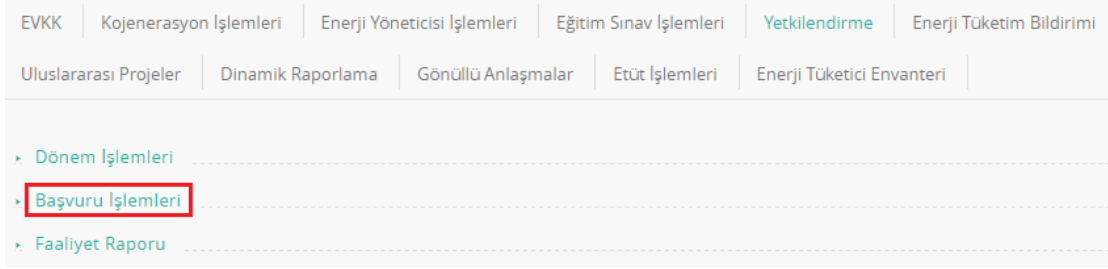 EVKK Kojenerasyon İşlemleri Enerji Yöneticisi İşlemleri Eğitim Sınav İşlemleri Yetkilendirme Enerji Tüketim Bildirimi
Uluslararası Projeler Dinamik Raporlama Gönüllü Anlaşmalar Etüt İşlemleri Enerji Tüketici Envanteri
Dönem İşlemleri
Başvuru İşlemleri
Faaliyet Raporu